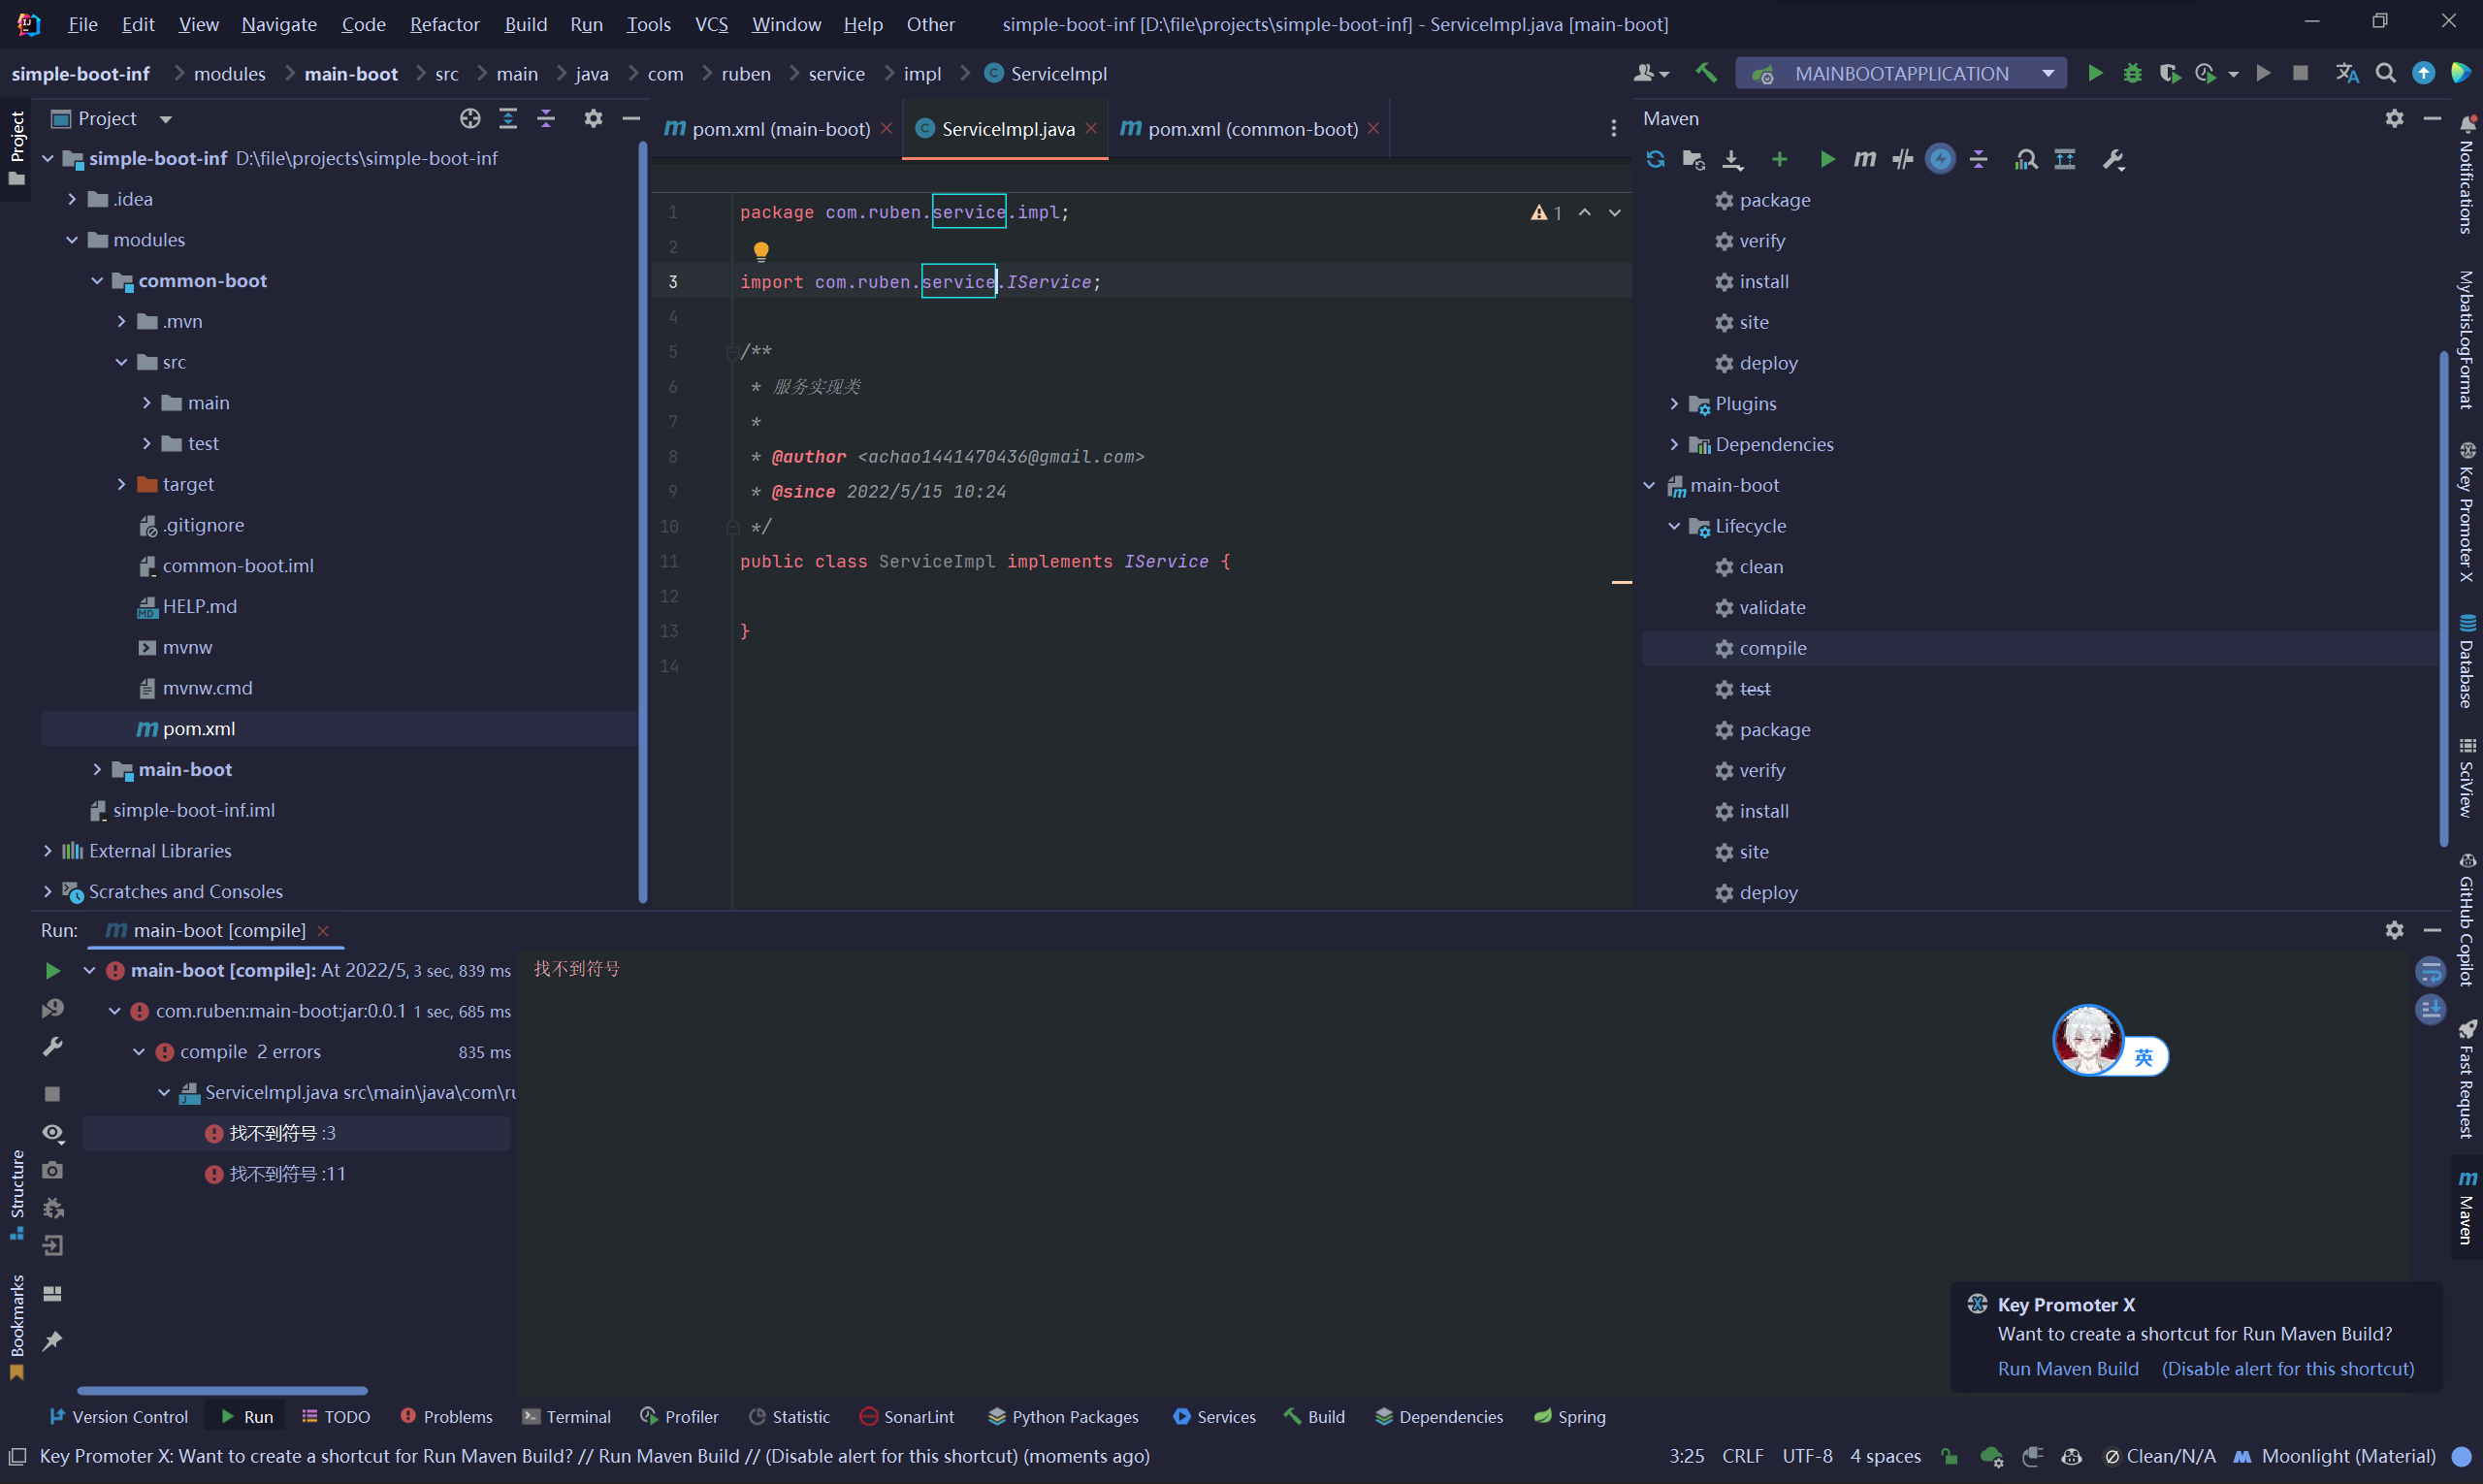 File Edit View Navigate Code Refactor Build Run Tools VCS Window Help Other simple-boot-inf [D:\file\projects\simple-boot-inf] - ServiceImpl.java [main-boot]
simple-boot-inf modules main-boot src main java com ruben service impl ServiceImpl MAINBOOTAPPLICATION
Project
Project
simple-boot-inf D:\file\projects\simple-boot-inf
.idea
modules
common-boot
.mvn
src
main
test
target
.gitignore
common-boot.iml
HELP.md
mvnw
mvnw.cmd
pom.xml
main-boot
simple-boot-inf.iml
External Libraries
Scratches and Consoles
pom.xml (main-boot) ServiceImpl.java pom.xml (common-boot)
1
1 package com.ruben.service.impl;
2
3 import com.ruben.service.IService;
4
5 /**
6 * 服务实现类
7 *
8 * @author <achao1441470436@gmail.com>
9 * @since 2022/5/15 10:24
10 */
11 public class ServiceImpl implements IService {
12
13 }
14
Maven
package
verify
install
site
deploy
Plugins
Dependencies
main-boot
Lifecycle
clean
validate
compile
test
package
verify
install
site
deploy
Notifications
MybatisLogFormat
Key Promoter X
Database
SciView
GitHub Copilot
Fast Request
Maven
Run: main-boot [compile]
main-boot [compile]: At 2022/5, 3 sec, 839 ms
com.ruben:main-boot:jar:0.0.1 1 sec, 685 ms
compile 2 errors 835 ms
ServiceImpl.java src\main\java\com\ru
找不到符号 :3
找不到符号 :11
找不到符号
英
Structure
Bookmarks
Key Promoter X
Want to create a shortcut for Run Maven Build?
Run Maven Build (Disable alert for this shortcut)
Version Control Run TODO Problems Terminal Profiler Statistic SonarLint Python Packages Services Build Dependencies Spring
Key Promoter X: Want to create a shortcut for Run Maven Build? // Run Maven Build // (Disable alert for this shortcut) (moments ago) 3:25 CRLF UTF-8 4 spaces Clean/N/A Moonlight (Material)